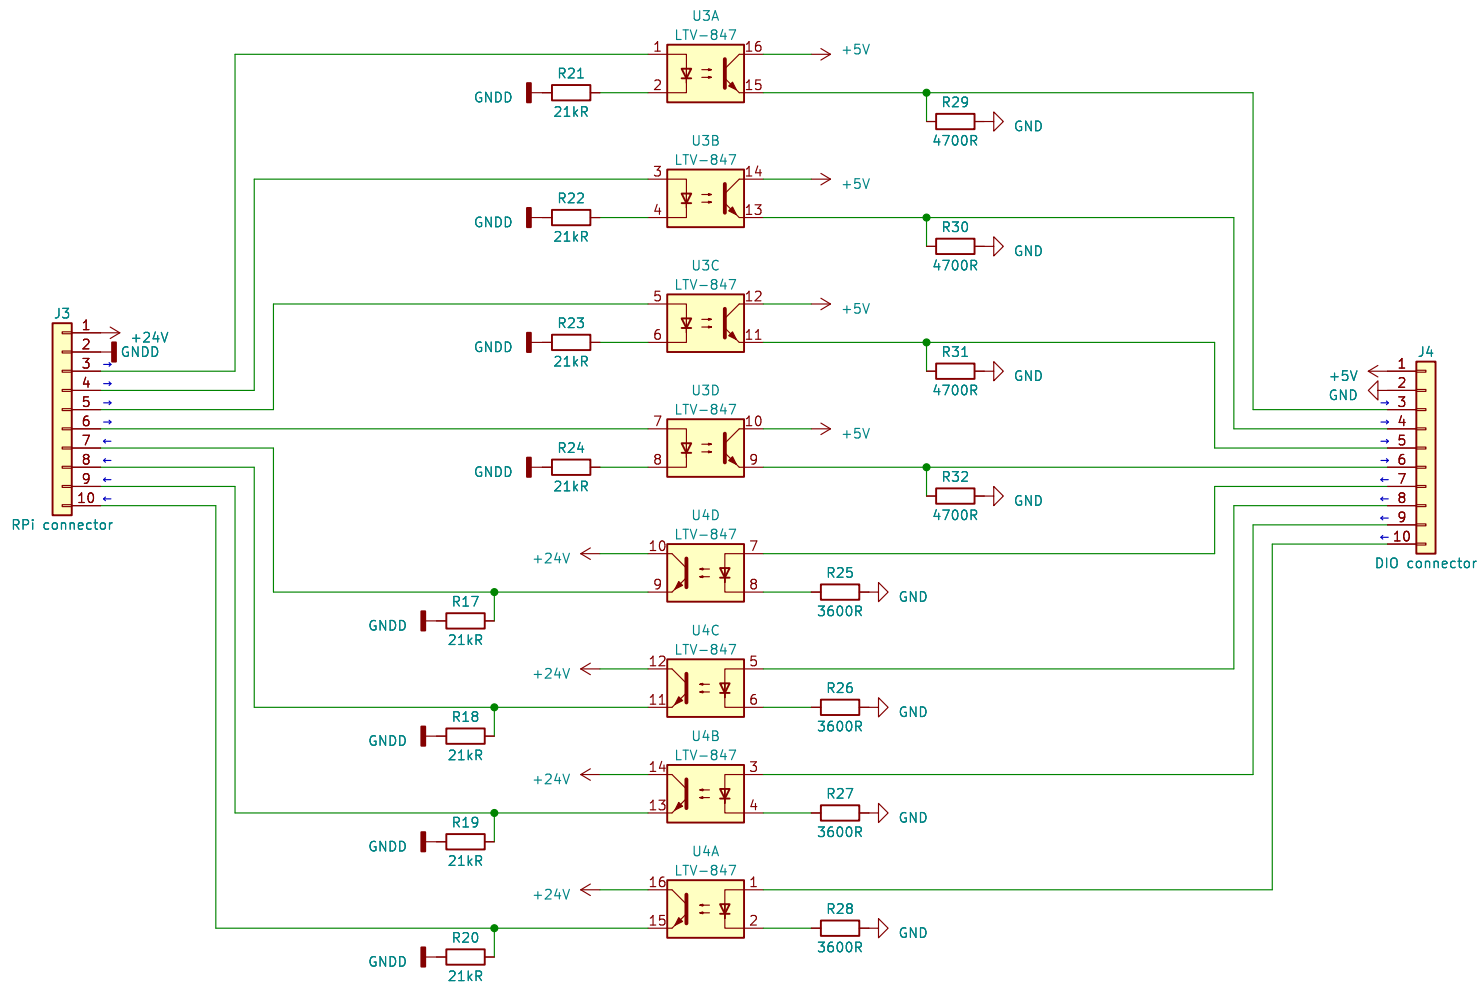 U3A
LTV-847
1
16
+5V
2
15
R21
GNDD
21kR
R29
GND
4700R
U3B
LTV-847
3
14
+5V
4
13
R22
GNDD
21kR
R30
GND
4700R
U3C
LTV-847
5
12
+5V
6
11
R23
GNDD
21kR
R31
GND
4700R
U3D
LTV-847
7
10
+5V
8
9
R24
GNDD
21kR
R32
GND
4700R
J3
1
+24V
2
GNDD
3 →
4 →
5 →
6 →
7 ←
8 ←
9 ←
10 ←
RPi connector
J4
+5V
1
GND
2
→ 3
→ 4
→ 5
→ 6
← 7
← 8
← 9
← 10
DIO connector
U4D
LTV-847
+24V
10
7
9
8
R17
GNDD
21kR
R25
GND
3600R
U4C
LTV-847
+24V
12
5
11
6
R18
GNDD
21kR
R26
GND
3600R
U4B
LTV-847
+24V
14
3
13
4
R19
GNDD
21kR
R27
GND
3600R
U4A
LTV-847
+24V
16
1
15
2
R20
GNDD
21kR
R28
GND
3600R